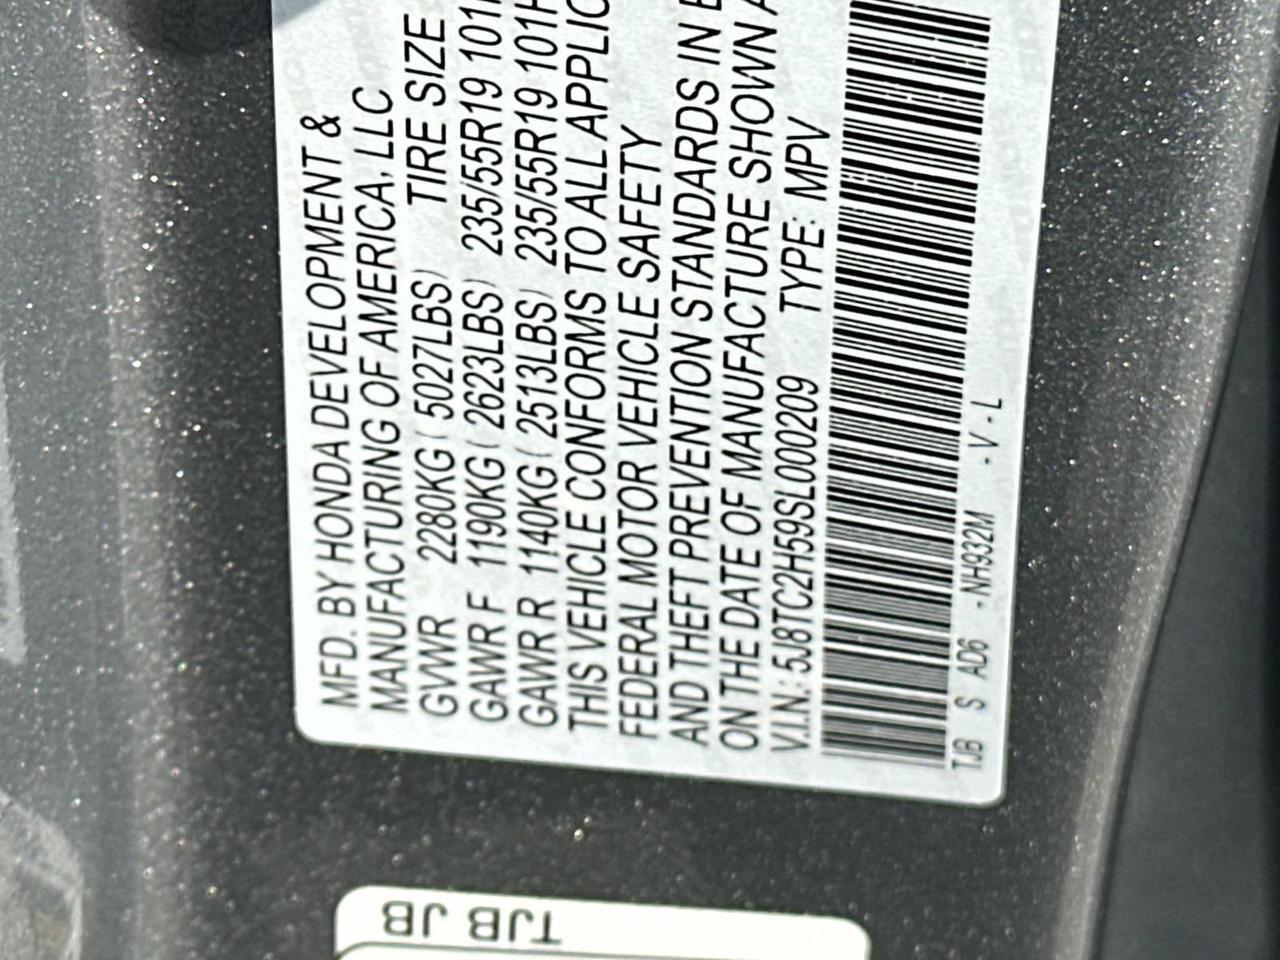 MFD. BY HONDA DEVELOPMENT &
MANUFACTURING OF AMERICA, LLC
GVWR 2280KG ( 5027LBS) TIRE SIZE
GAWR F 1190KG ( 2623LBS) 235/55R19 101H
GAWR R 1140KG ( 2513LBS) 235/55R19 101H
THIS VEHICLE CONFORMS TO ALL APPLIC
FEDERAL MOTOR VEHICLE SAFETY
AND THEFT PREVENTION STANDARDS IN E
ON THE DATE OF MANUFACTURE SHOWN A
V.I.N.: 5J8TC2H59SL000209 TYPE: MPV
TJB S AD6 -NH932M -V-L
TJB JB